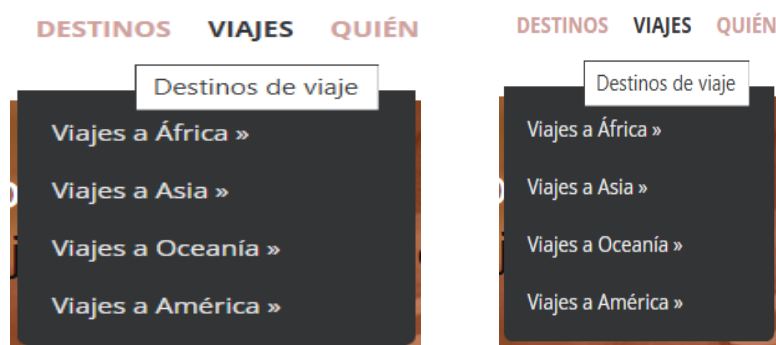 DESTINOS VIAJES QUIÉN
Destinos de viaje
Viajes a África »
Viajes a Asia »
Viajes a Oceanía »
Viajes a América »
DESTINOS VIAJES QUIÉN
Destinos de viaje
Viajes a África »
Viajes a Asia »
Viajes a Oceanía »
Viajes a América »